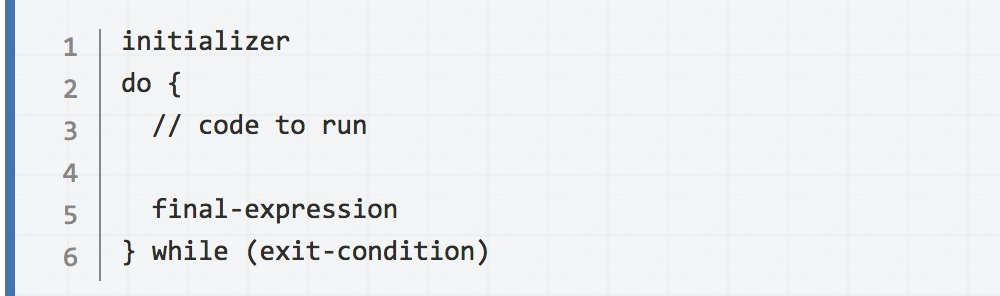 1 initializer
2 do {
3   // code to run
4
5   final-expression
6 } while (exit-condition)